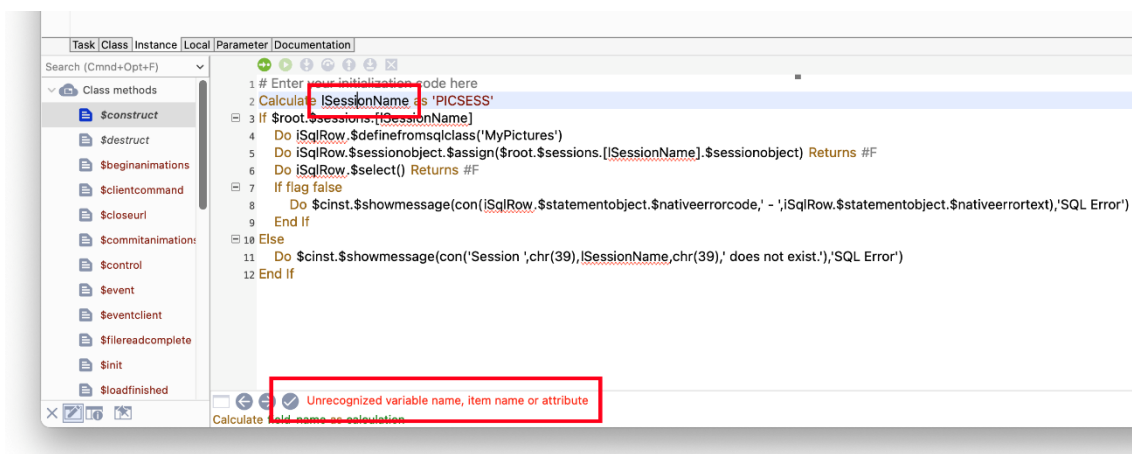 Task Class Instance Local Parameter Documentation
Search (Cmnd+Opt+F)
Class methods
$construct
$destruct
$beginanimations
$clientcommand
$closeurl
$commitanimations
$control
$event
$eventclient
$filereadcomplete
$init
$loadfinished
1 # Enter your initialization code here
2 Calculate lSessionName as 'PICSESS'
3 If $root.$sessions.[lSessionName]
4 Do iSqlRow.$definefromsqlclass('MyPictures')
5 Do iSqlRow.$sessionobject.$assign($root.$sessions.[lSessionName].$sessionobject) Returns #F
6 Do iSqlRow.$select() Returns #F
7 If flag false
8 Do $cinst.$showmessage(con(iSqlRow.$statementobject.$nativeerrorcode,' - ',iSqlRow.$statementobject.$nativeerrortext),'SQL Error')
9 End If
10 Else
11 Do $cinst.$showmessage(con('Session ',chr(39),lSessionName,chr(39),' does not exist.'),'SQL Error')
12 End If
Unrecognized variable name, item name or attribute
Calculate field-name as calculation